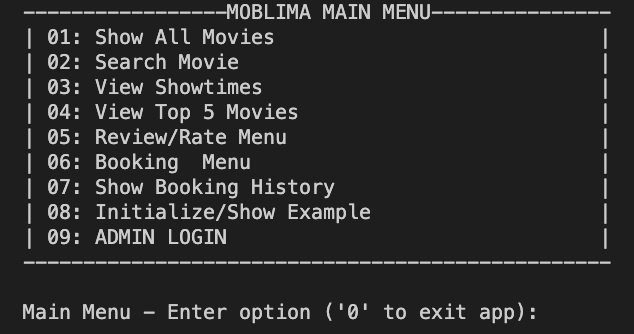 -----------------MOBLIMA MAIN MENU---------------
| 01: Show All Movies                           |
| 02: Search Movie                              |
| 03: View Showtimes                            |
| 04: View Top 5 Movies                         |
| 05: Review/Rate Menu                          |
| 06: Booking  Menu                             |
| 07: Show Booking History                      |
| 08: Initialize/Show Example                   |
| 09: ADMIN LOGIN                               |
-------------------------------------------------
Main Menu - Enter option ('0' to exit app):